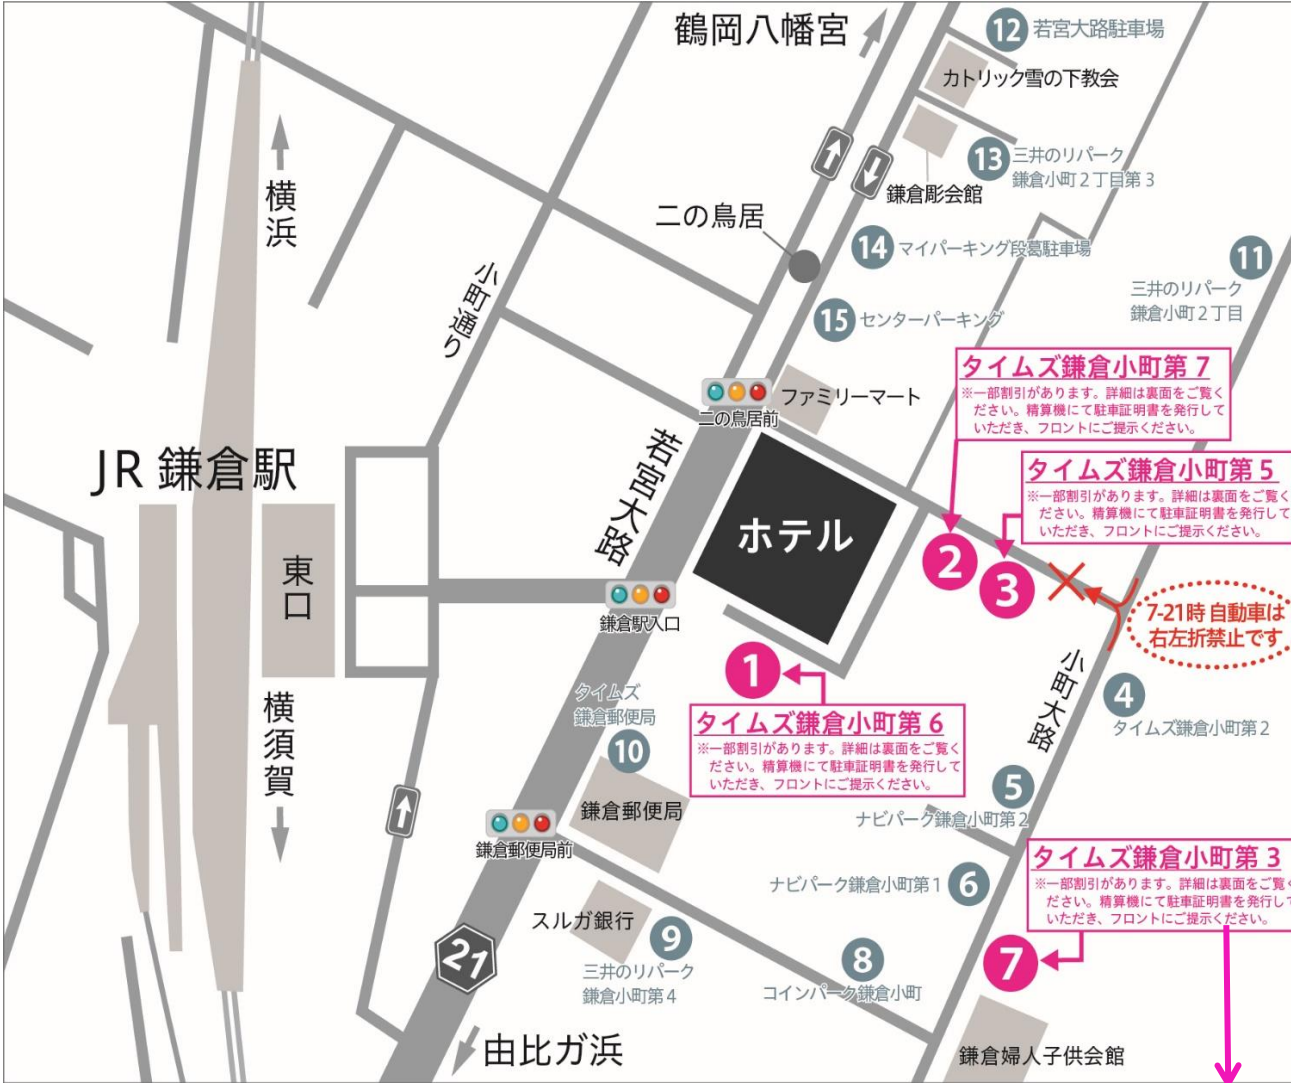 鶴岡八幡宮
12 若宮大路駐車場
カトリック雪の下教会
13 三井のリパーク
鎌倉小町2丁目第3
鎌倉彫会館
横浜
二の鳥居
14 マイパーキング段葛駐車場
11
三井のリパーク
鎌倉小町2丁目
小町通り
15 センターパーキング
タイムズ鎌倉小町第7
※一部割引があります。詳細は裏面をご覧く
ださい。精算機にて駐車証明書を発行して
いただき、フロントにご提示ください。
ファミリーマート
二の鳥居前
若宮大路
JR 鎌倉駅
タイムズ鎌倉小町第5
※一部割引があります。詳細は裏面をご覧く
ださい。精算機にて駐車証明書を発行して
いただき、フロントにご提示ください。
ホテル
2
3
東口
鎌倉駅入口
7-21時 自動車は
右左折禁止です
1
小町大路
4
タイムズ鎌倉小町第2
タイムズ
鎌倉郵便局
10
横須賀
タイムズ鎌倉小町第6
※一部割引があります。詳細は裏面をご覧く
ださい。精算機にて駐車証明書を発行して
いただき、フロントにご提示ください。
5
ナビパーク鎌倉小町第2
鎌倉郵便局
鎌倉郵便局前
タイムズ鎌倉小町第3
※一部割引があります。詳細は裏面をご覧く
ださい。精算機にて駐車証明書を発行して
いただき、フロントにご提示ください。
ナビパーク鎌倉小町第1 6
スルガ銀行
21
9
三井のリパーク
鎌倉小町第4
8
コインパーク鎌倉小町
7
由比ガ浜
鎌倉婦人子供会館